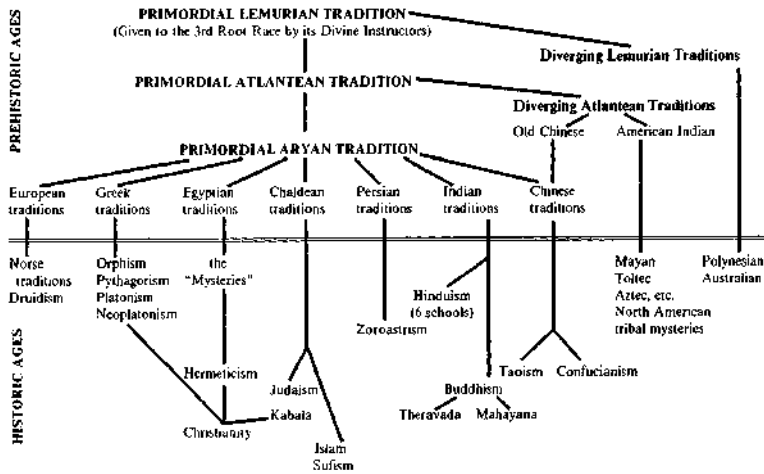 PREHISTORIC AGES
PRIMORDIAL LEMURIAN TRADITION
(Given to the 3rd Root Race by its Divine Instructors)
Diverging Lemurian Traditions
PRIMORDIAL ATLANTEAN TRADITION
Diverging Atlantean Traditions
Old Chinese
American Indian
PRIMORDIAL ARYAN TRADITION
European
traditions
Greek
traditions
Egyptian
traditions
Chaldean
traditions
Persian
traditions
Indian
traditions
Chinese
traditions
HISTORIC AGES
Norse
traditions
Druidism
Orphism
Pythagorism
Platonism
Neoplatonism
the
"Mysteries"
Hermeticism
Christianity
Judaism
Kabala
Islam
Sufism
Zoroastrism
Hinduism
(6 schools)
Buddhism
Theravada
Mahayana
Taoism
Confucianism
Mayan
Toltec
Aztec, etc.
North American
tribal mysteries
Polynesian
Australian